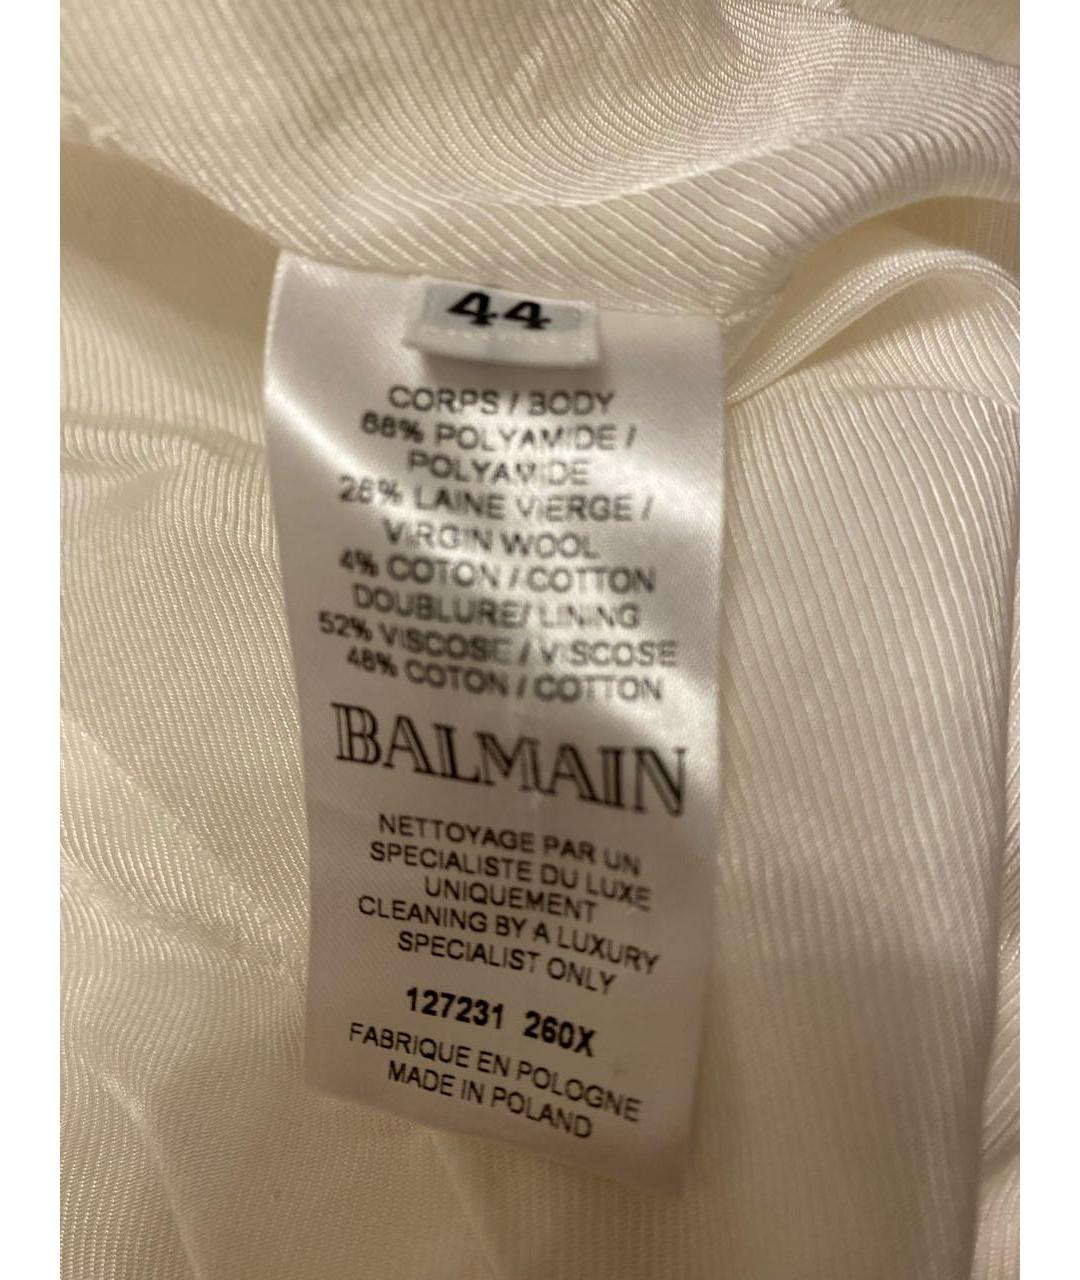 44
CORPS / BODY
68% POLYAMIDE /
POLYAMIDE
28% LAINE VIERGE /
VIRGIN WOOL
4% COTON / COTTON
DOUBLURE/ LINING
52% VISCOSE / VISCOSE
48% COTON / COTTON
BALMAIN
NETTOYAGE PAR UN
SPECIALISTE DU LUXE
UNIQUEMENT
CLEANING BY A LUXURY
SPECIALIST ONLY
127231 260X
FABRIQUE EN POLOGNE
MADE IN POLAND